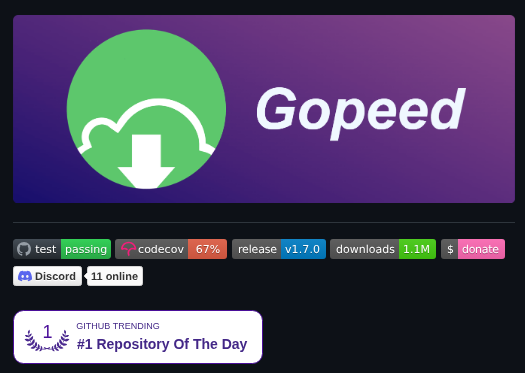 Gopeed
test passing codecov 67% release v1.7.0 downloads 1.1M $ donate
Discord 11 online
1 GITHUB TRENDING
#1 Repository Of The Day